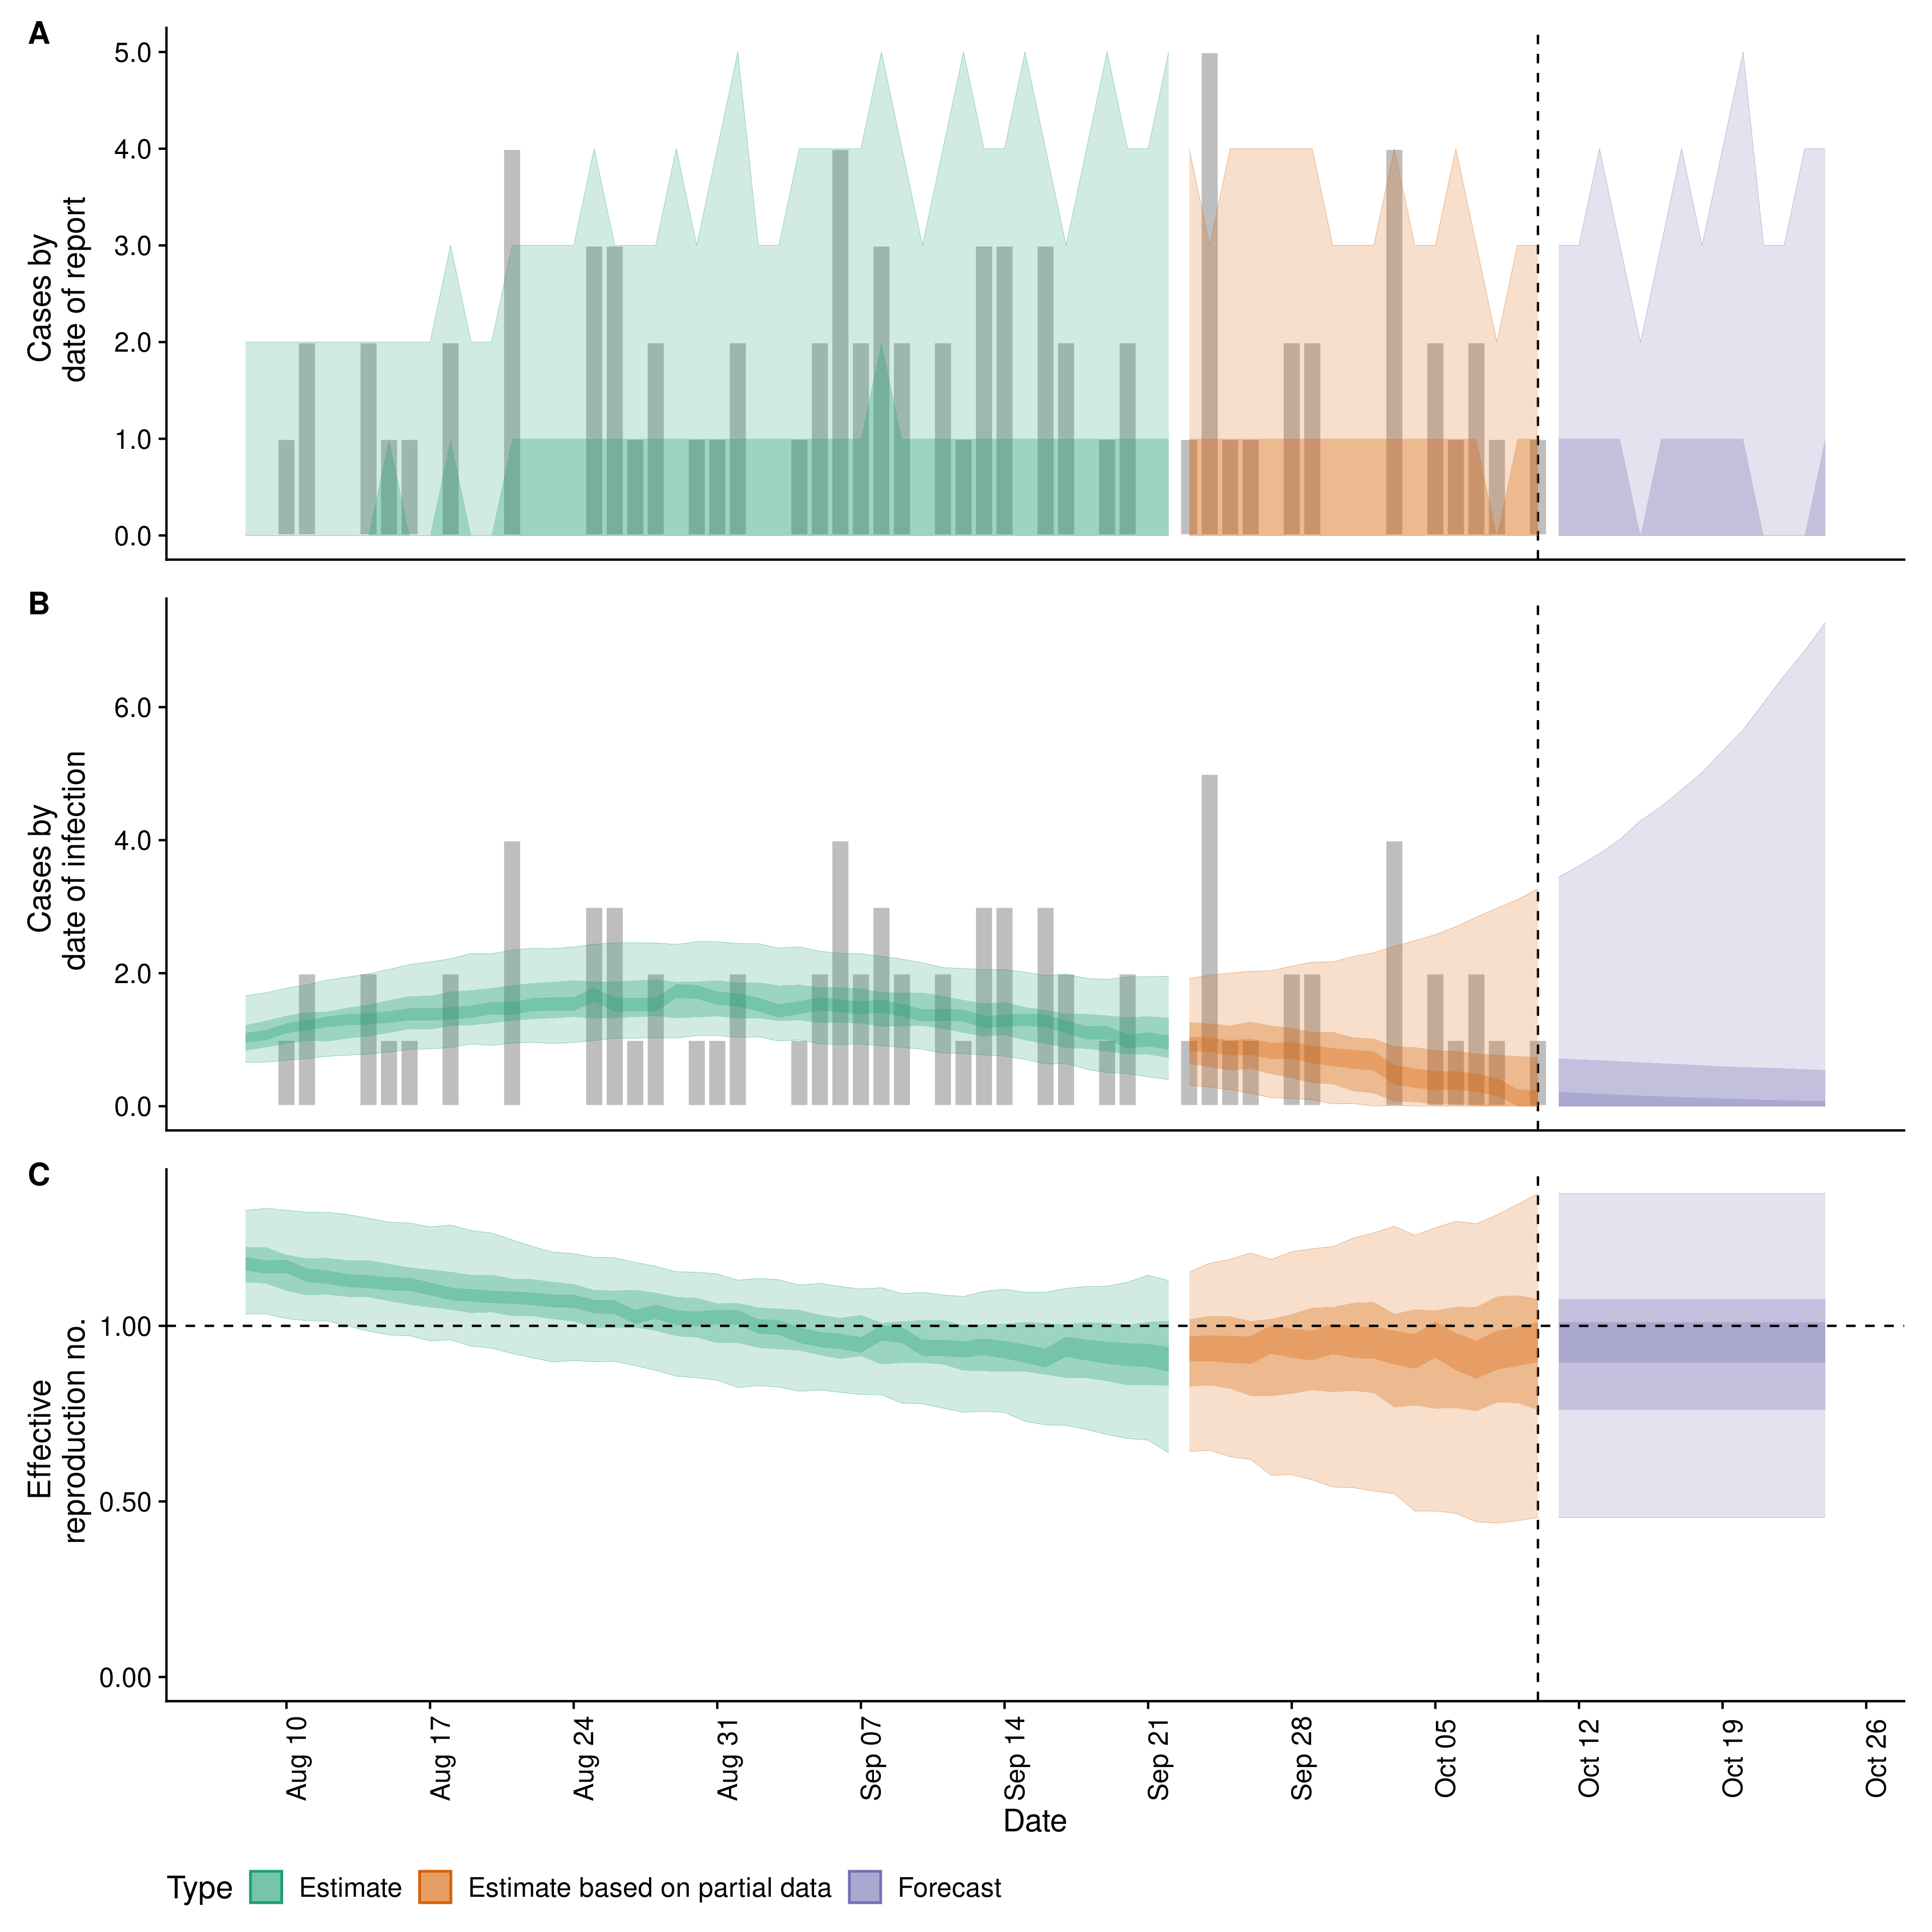 A
Cases by
date of report
5.0
4.0
3.0
2.0
1.0
0.0
B
Cases by
date of infection
6.0
4.0
2.0
0.0
C
Effective
reproduction no.
1.00
0.50
0.00
Aug 10
Aug 17
Aug 24
Aug 31
Sep 07
Sep 14
Sep 21
Sep 28
Oct 05
Oct 12
Oct 19
Oct 26
Date
Type Estimate Estimate based on partial data Forecast